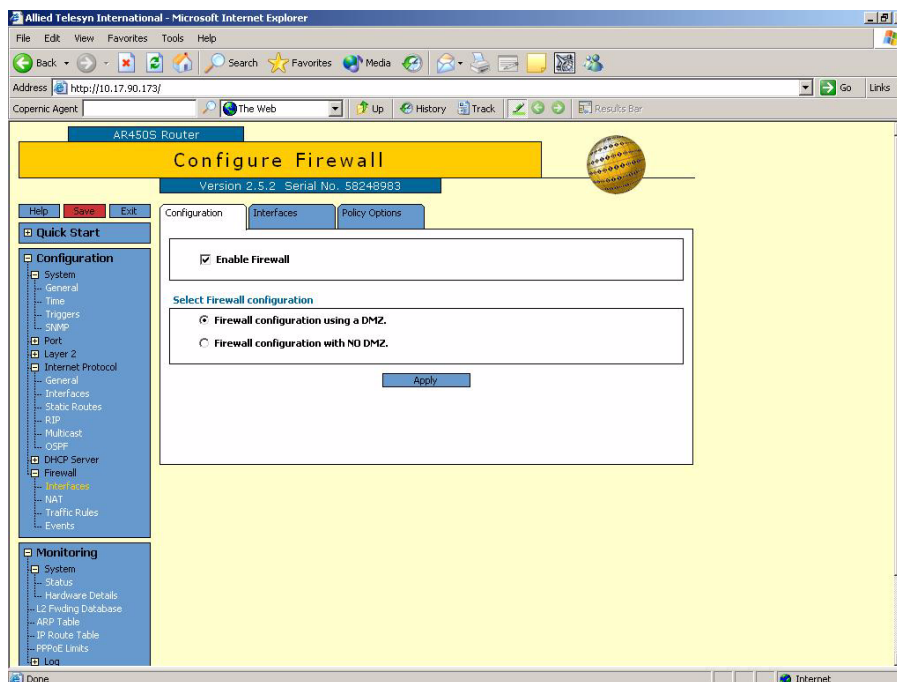 Allied Telesyn International - Microsoft Internet Explorer
File Edit View Favorites Tools Help
Back Search Favorites Media
Address http://10.17.90.173/ Go Links
Copernic Agent The Web Up History Track Results Bar
AR450S Router
Configure Firewall
Version 2.5.2 Serial No. 58248983
Help Save Exit
Configuration Interfaces Policy Options
Quick Start
Configuration
System
General
Time
Triggers
SNMP
Port
Layer 2
Internet Protocol
General
Interfaces
Static Routes
RIP
Multicast
OSPF
DHCP Server
Firewall
Interfaces
NAT
Traffic Rules
Events
Monitoring
System
Status
Hardware Details
L2 Fwding Database
ARP Table
IP Route Table
PPPoE Limits
Log
Enable Firewall
Select Firewall configuration
Firewall configuration using a DMZ.
Firewall configuration with NO DMZ.
Apply
Done Internet